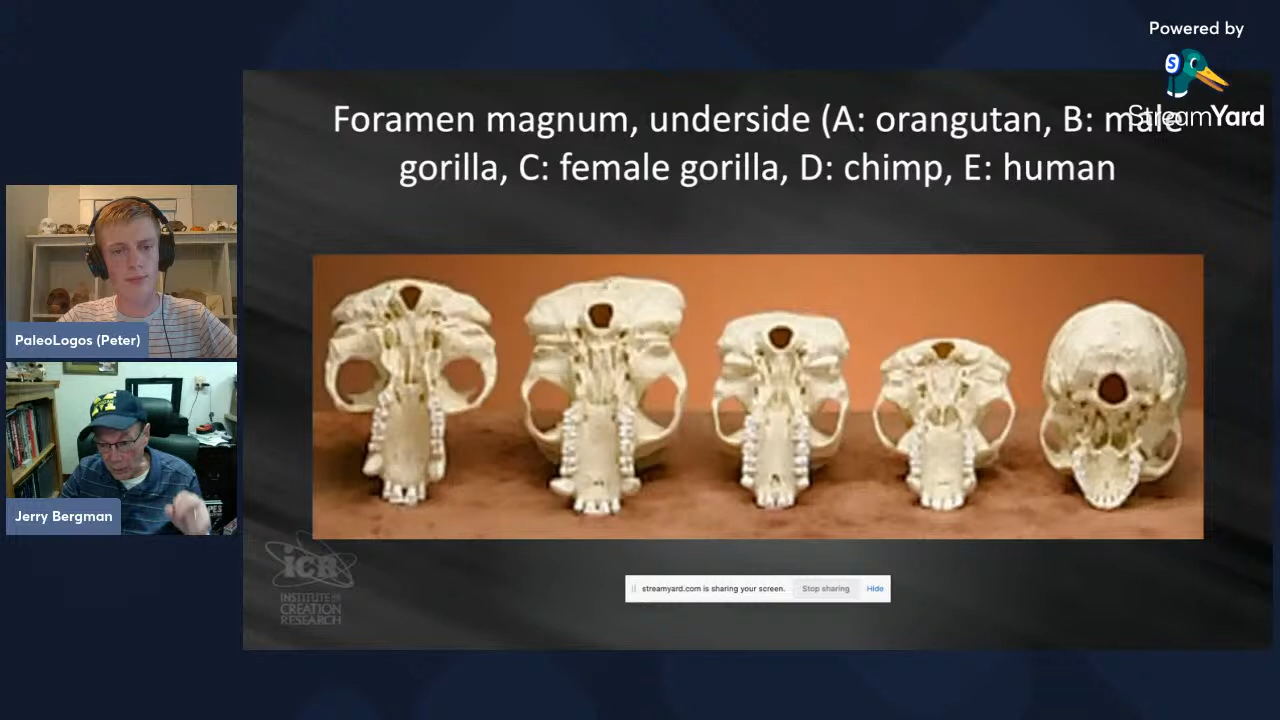 Powered by
StreamYard
S
Foramen magnum, underside (A: orangutan, B: male
gorilla, C: female gorilla, D: chimp, E: human
PaleoLogos (Peter)
Jerry Bergman
iCR
INSTITUTE for
CREATION
RESEARCH
streamyard.com is sharing your screen.
Stop sharing
Hide